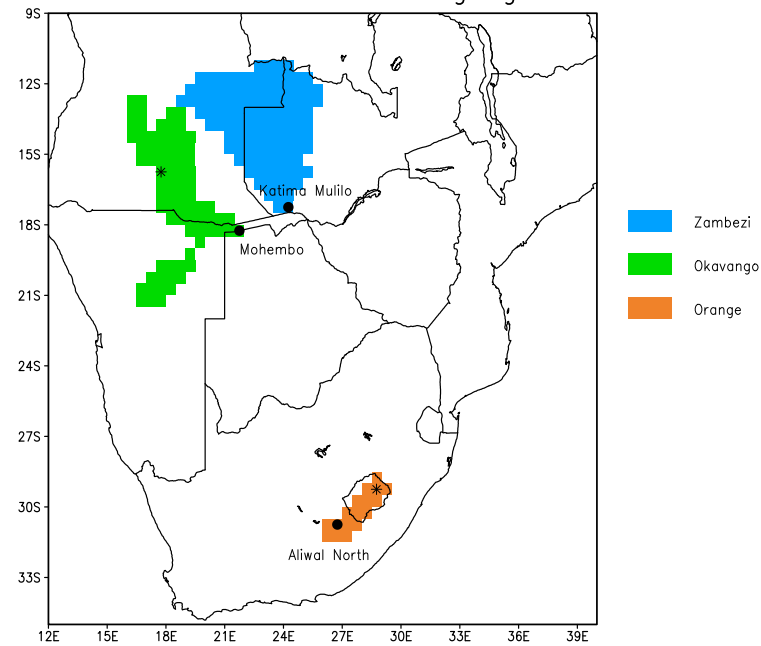 9S
12S
15S
18S
21S
24S
27S
30S
33S
12E 15E 18E 21E 24E 27E 30E 33E 36E 39E
Katima Mulilo
Mohembo
Aliwal North
Zambezi
Okavango
Orange